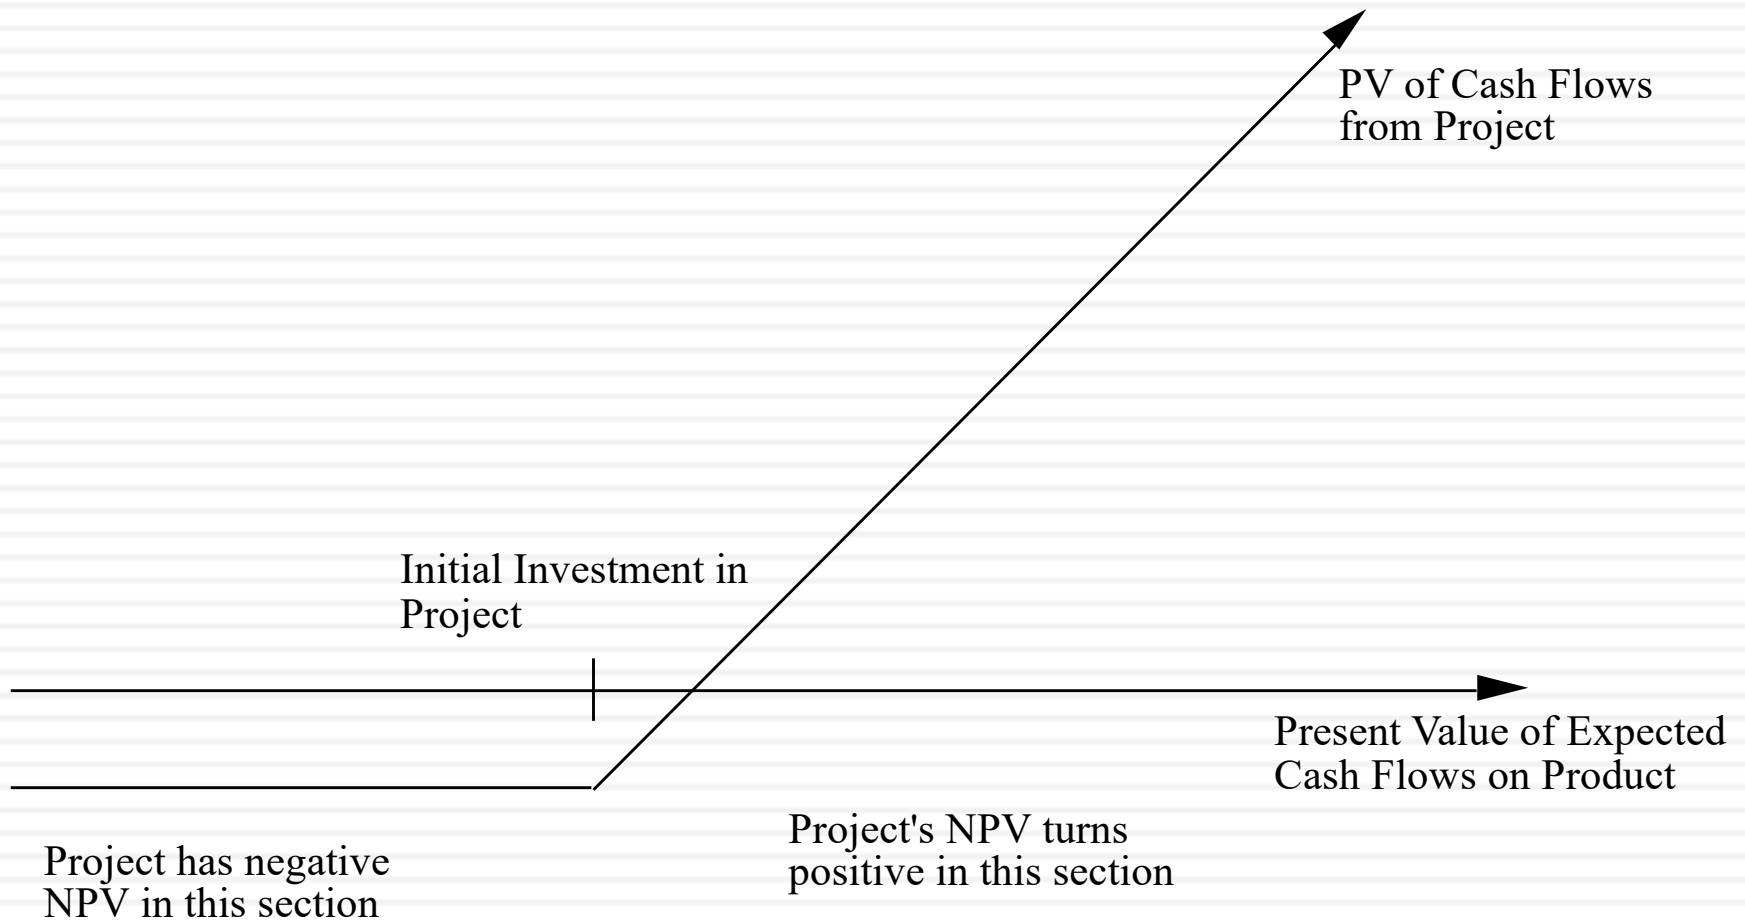 PV of Cash Flows
from Project
Initial Investment in
Project
Present Value of Expected
Cash Flows on Product
Project's NPV turns
positive in this section
Project has negative
NPV in this section